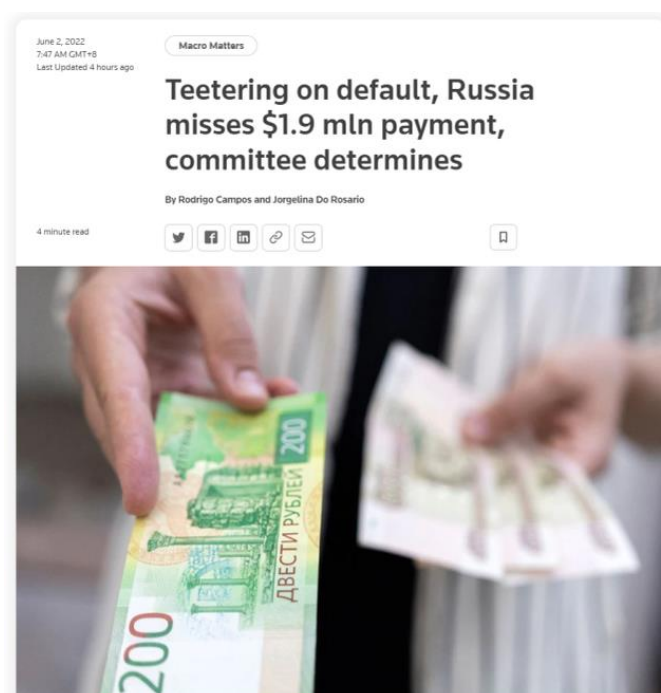 June 2, 2022
7:47 AM GMT+8
Last Updated 4 hours ago
Macro Matters
Teetering on default, Russia
misses $1.9 mln payment,
committee determines
By Rodrigo Campos and Jorgelina Do Rosario
4 minute read
200
ДВЕСТИ РУБЛЕЙ
200